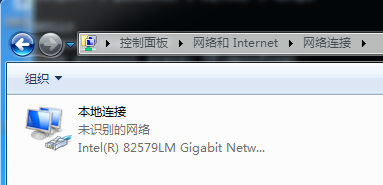 控制面板 网络和 Internet 网络连接
组织
本地连接
未识别的网络
Intel(R) 82579LM Gigabit Netw...